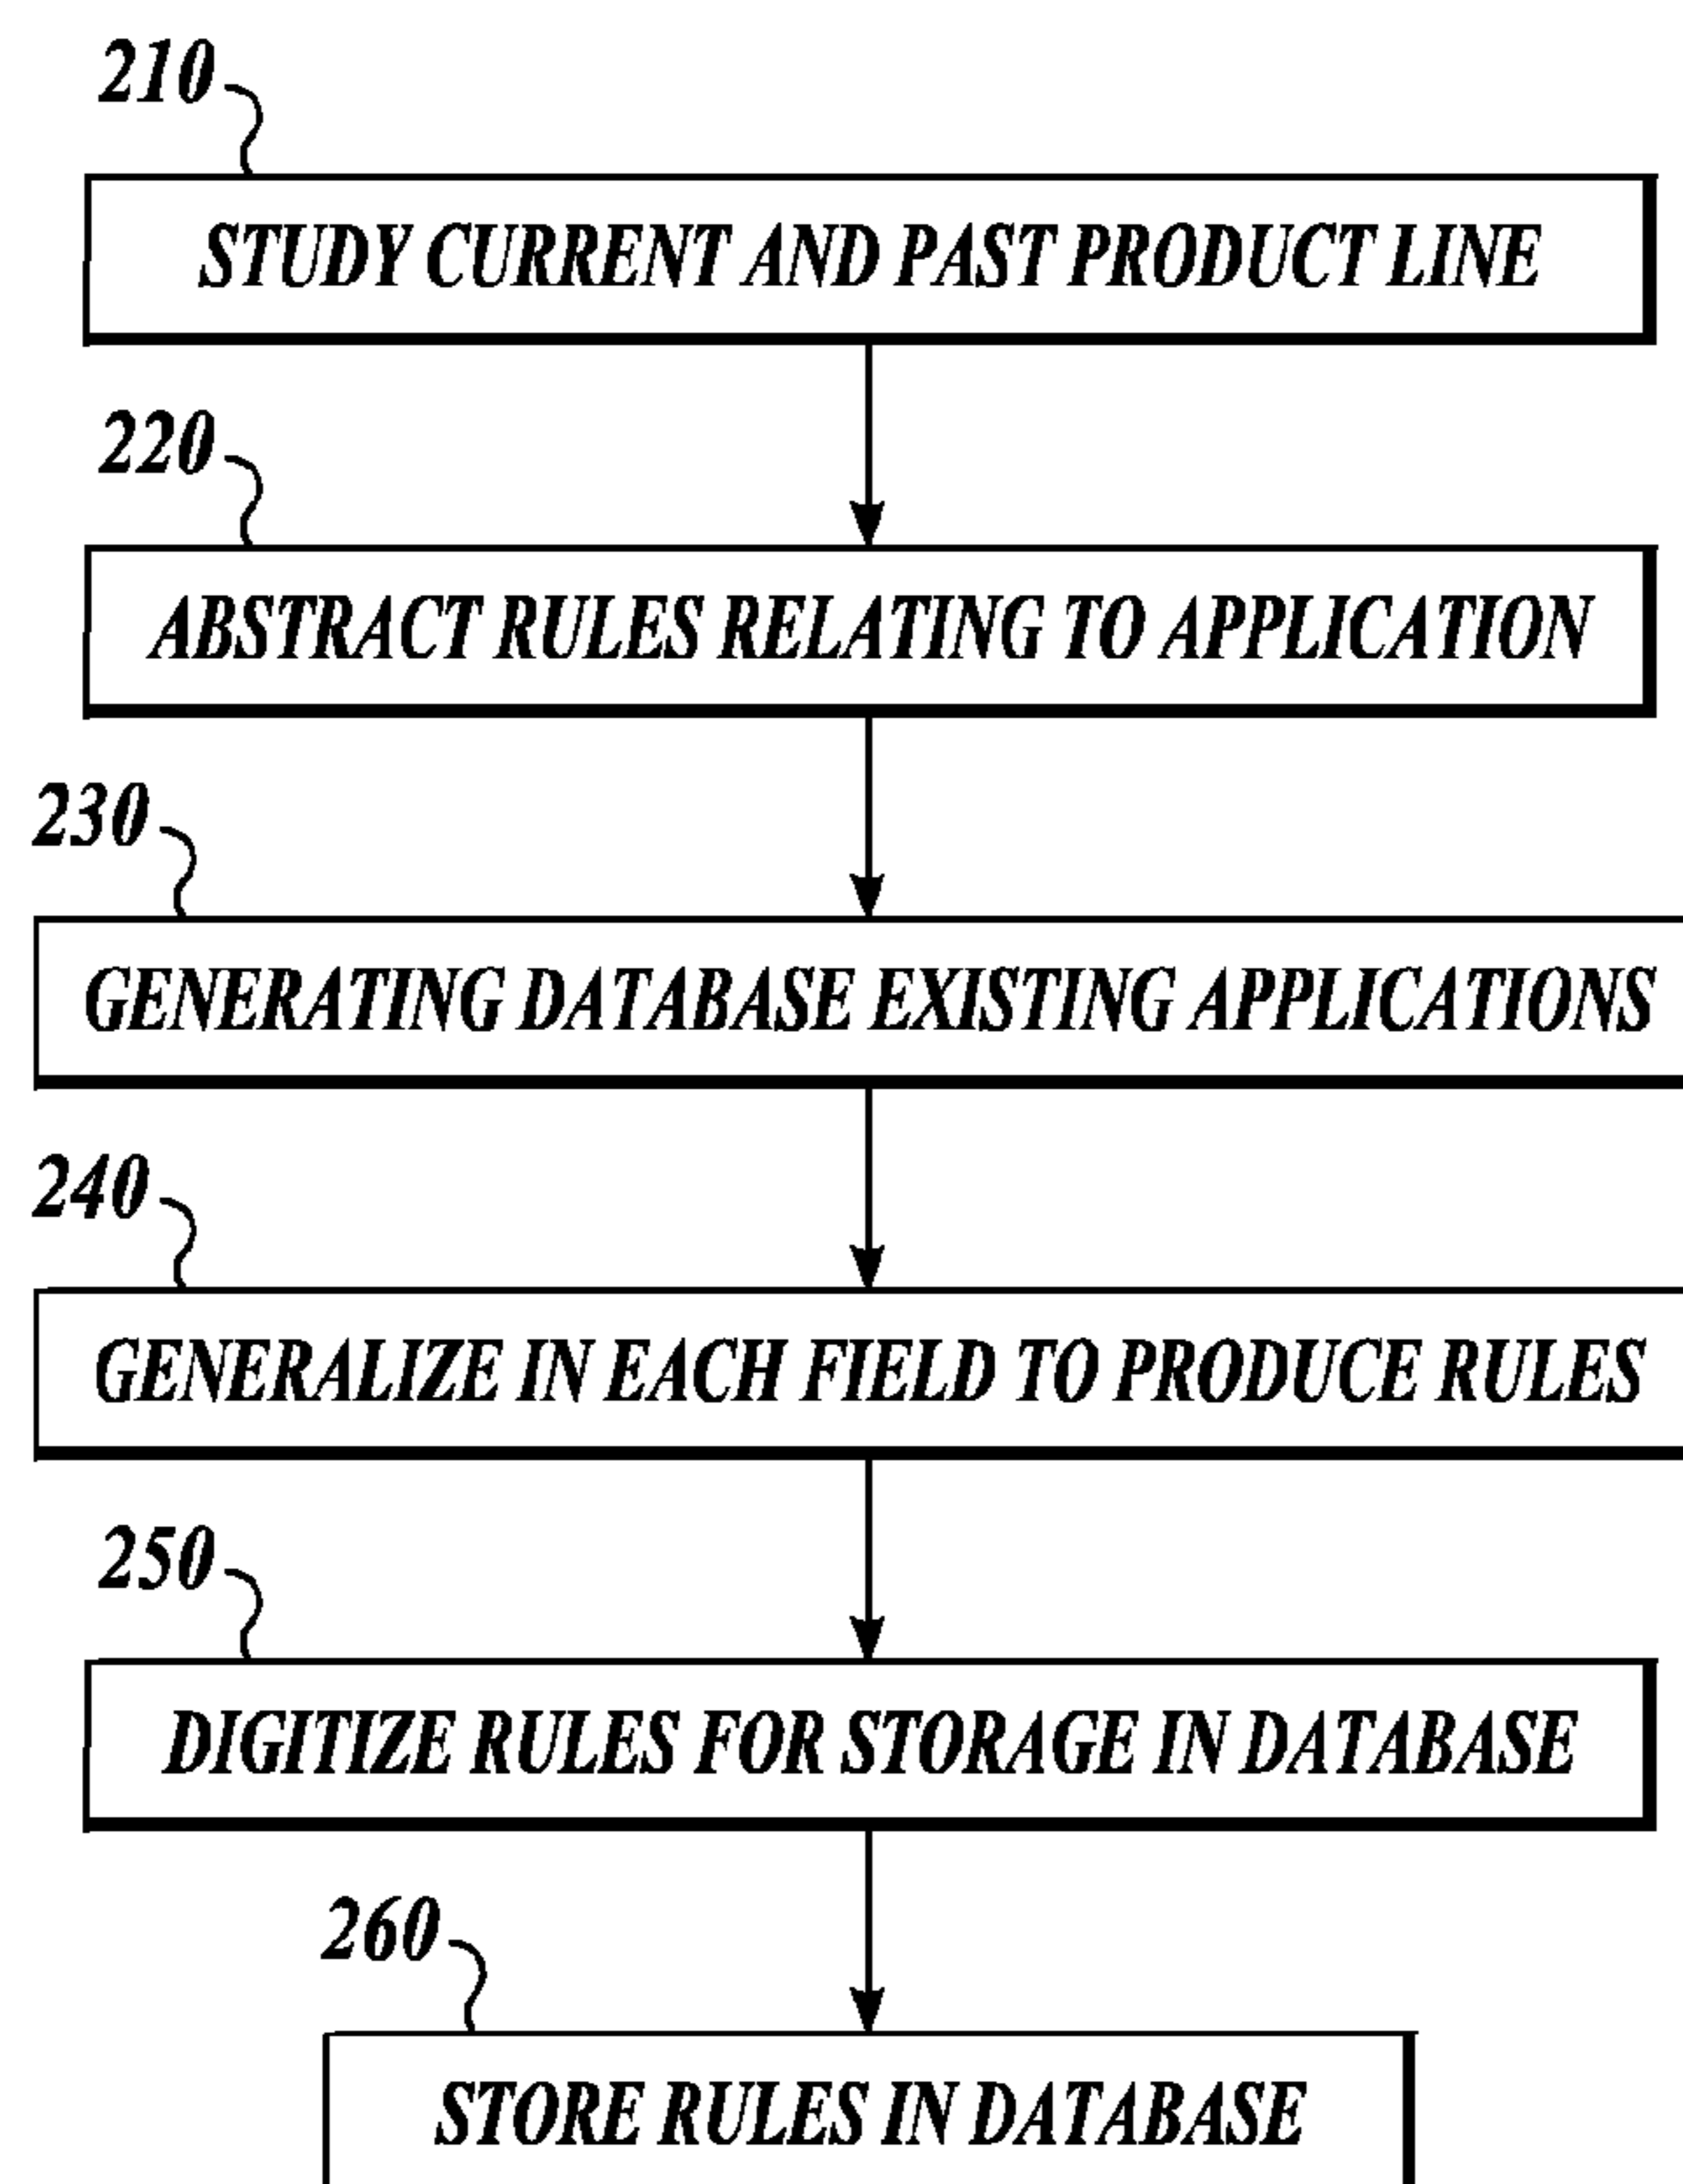 210
STUDY CURRENT AND PAST PRODUCT LINE
220
ABSTRACT RULES RELATING TO APPLICATION
230
GENERATING DATABASE EXISTING APPLICATIONS
240
GENERALIZE IN EACH FIELD TO PRODUCE RULES
250
DIGITIZE RULES FOR STORAGE IN DATABASE
260
STORE RULES IN DATABASE